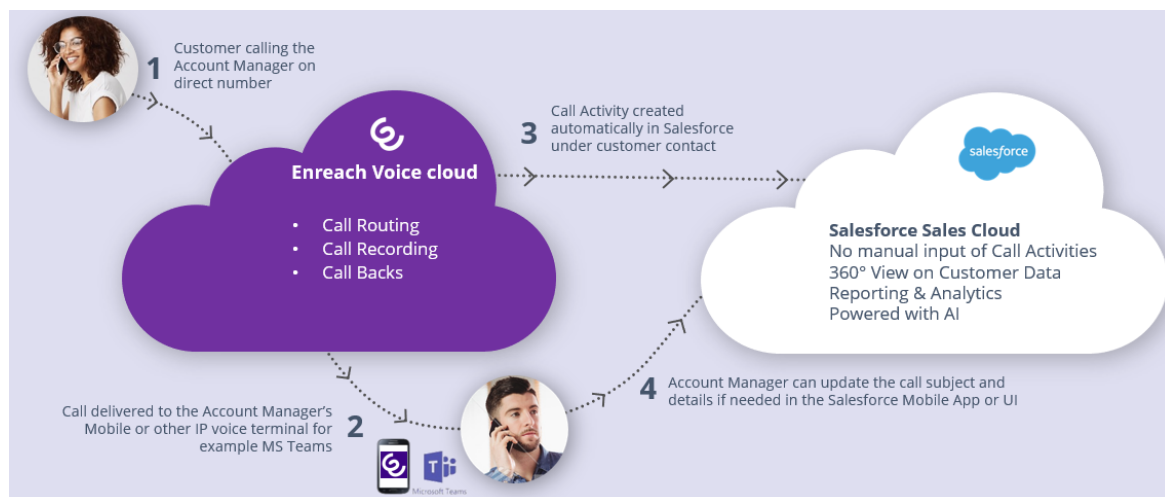 1
Customer calling the
Account Manager on
direct number
Enreach Voice cloud
• Call Routing
• Call Recording
• Call Backs
3
Call Activity created
automatically in Salesforce
under customer contact
salesforce
Salesforce Sales Cloud
No manual input of Call Activities
360° View on Customer Data
Reporting & Analytics
Powered with AI
Call delivered to the Account Manager's
Mobile or other IP voice terminal for
example MS Teams
2
T
Microsoft Teams
4
Account Manager can update the call subject and
details if needed in the Salesforce Mobile App or UI